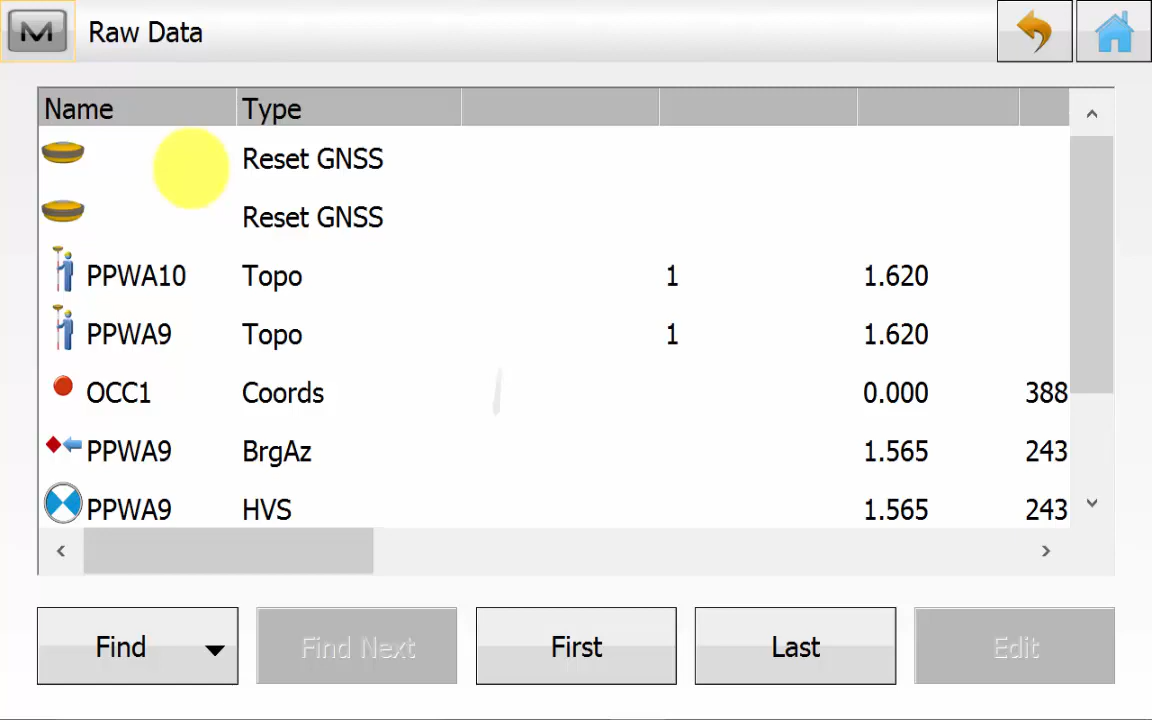 M Raw Data
Name Type
Reset GNSS
Reset GNSS
PPWA10 Topo 1 1.620
PPWA9 Topo 1 1.620
OCC1 Coords 0.000 388
PPWA9 BrgAz 1.565 243
PPWA9 HVS 1.565 243
Find Find Next First Last Edit